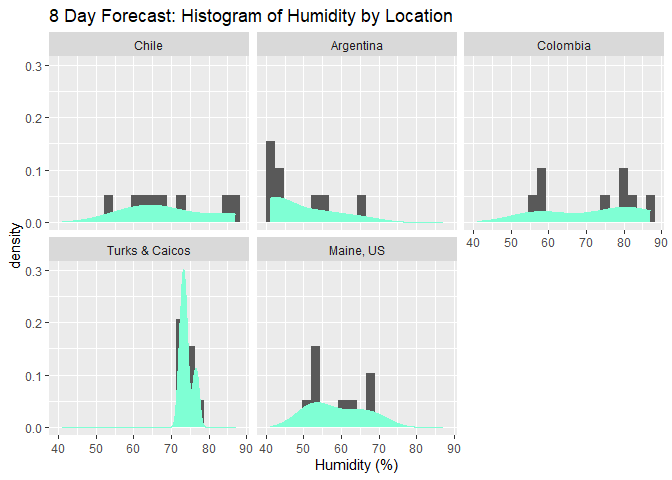 8 Day Forecast: Histogram of Humidity by Location
Chile Argentina Colombia
0.3
0.2
0.1
0.0
40 50 60 70 80 90
density
Turks & Caicos Maine, US
0.3
0.2
0.1
0.0
40 50 60 70 80 90 40 50 60 70 80 90
Humidity (%)